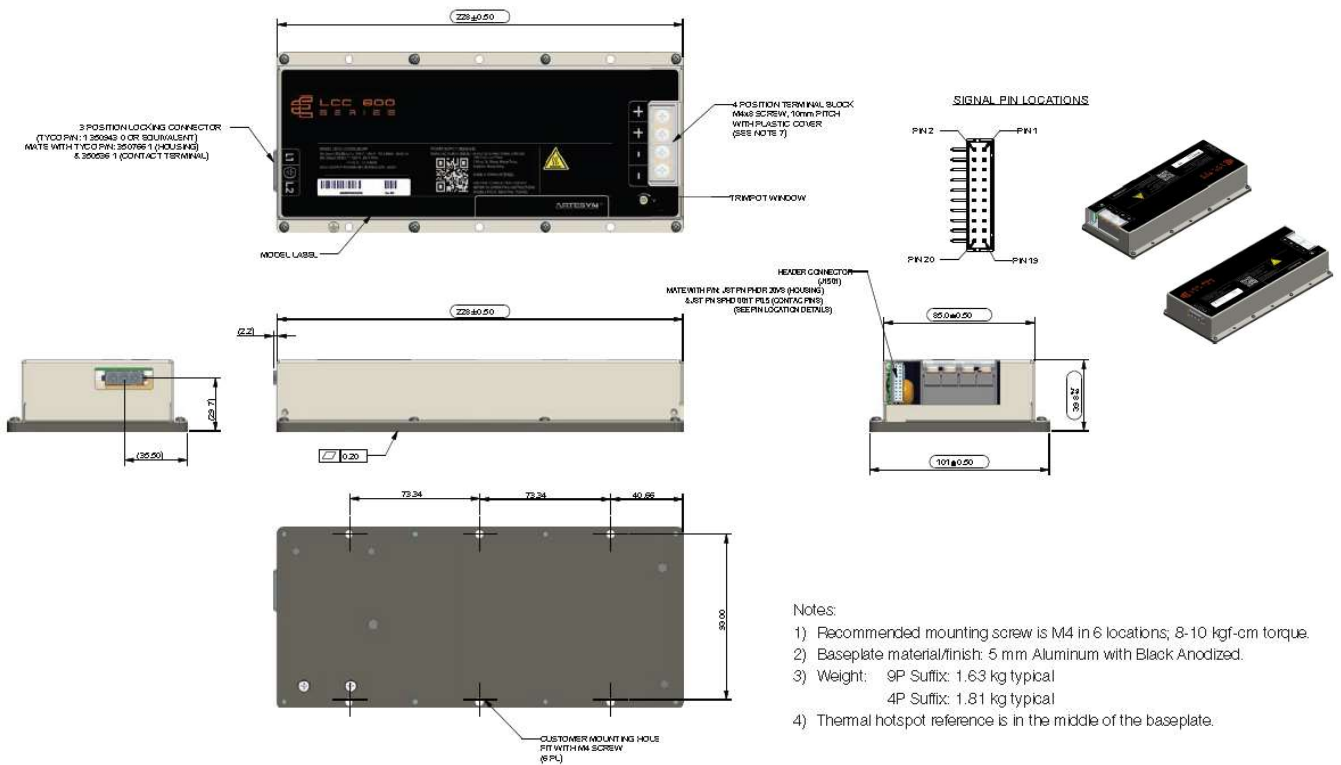 228±0.50
LCC 600
SERIES
3 POSITION LOCKING CONNECTOR
(TYCO P/N: 1 350943 0 OR EQUIVALENT)
MATE WITH TYCO P/N: 350766 1 (HOUSING)
& 350536 1 (CONTACT TERMINAL)
L1
L2
+
+
-
-
ARTESYN
4 POSITION TERMINAL BLOCK
M4x8 SCREW, 10mm PITCH
WITH PLASTIC COVER
(SEE NOTE 7)
TRIMPOT WINDOW
MODEL LABEL
SIGNAL PIN LOCATIONS
PIN 2
PIN 1
PIN 20
PIN 19
HEADER CONNECTOR
(J1501)
MATE WITH P/N: JST PN PHDR 20VS (HOUSING)
& JST PN SPHD 001T P0.5 (CONTAC PINS)
(SEE PIN LOCATION DETAILS)
228±0.50
(2.2)
85.0±0.50
(29.7)
(35.50)
0.20
101±0.50
73.34
73.34
40.66
93.00
CUSTOMER MOUNTING HOLE
FIT WITH M4 SCREW
(6 PL)
Notes:
1) Recommended mounting screw is M4 in 6 locations; 8-10 kgf-cm torque.
2) Baseplate material/finish: 5 mm Aluminum with Black Anodized.
3) Weight: 9P Suffix: 1.63 kg typical
4P Suffix: 1.81 kg typical
4) Thermal hotspot reference is in the middle of the baseplate.